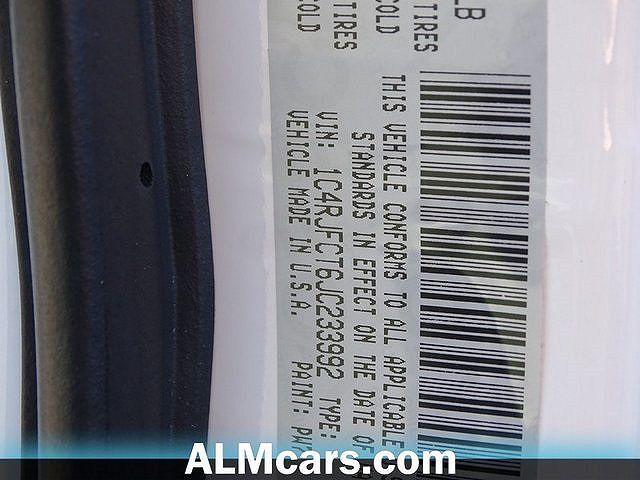 LB
TIRES TIRES
COLD COLD
THIS VEHICLE CONFORMS TO ALL APPLICABLE
STANDARDS IN EFFECT ON THE DATE OF
VIN: 1C4RJFCT6JC233992 TYPE:
VEHICLE MADE IN U.S.A. PAINT:
ALMcars.com